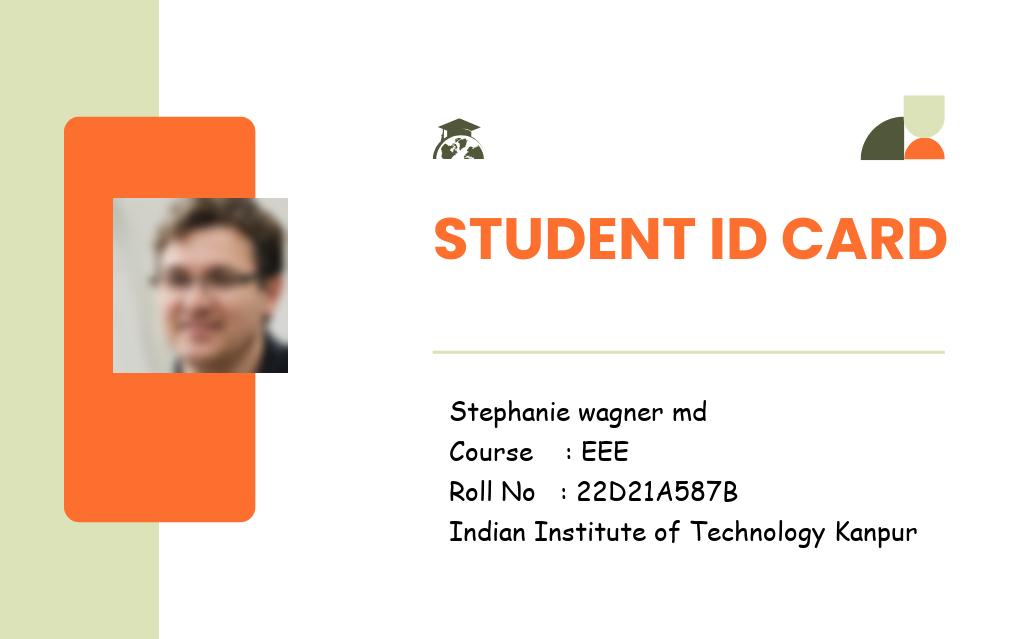 STUDENT ID CARD
Stephanie wagner md
Course : EEE
Roll No : 22D21A587B
Indian Institute of Technology Kanpur